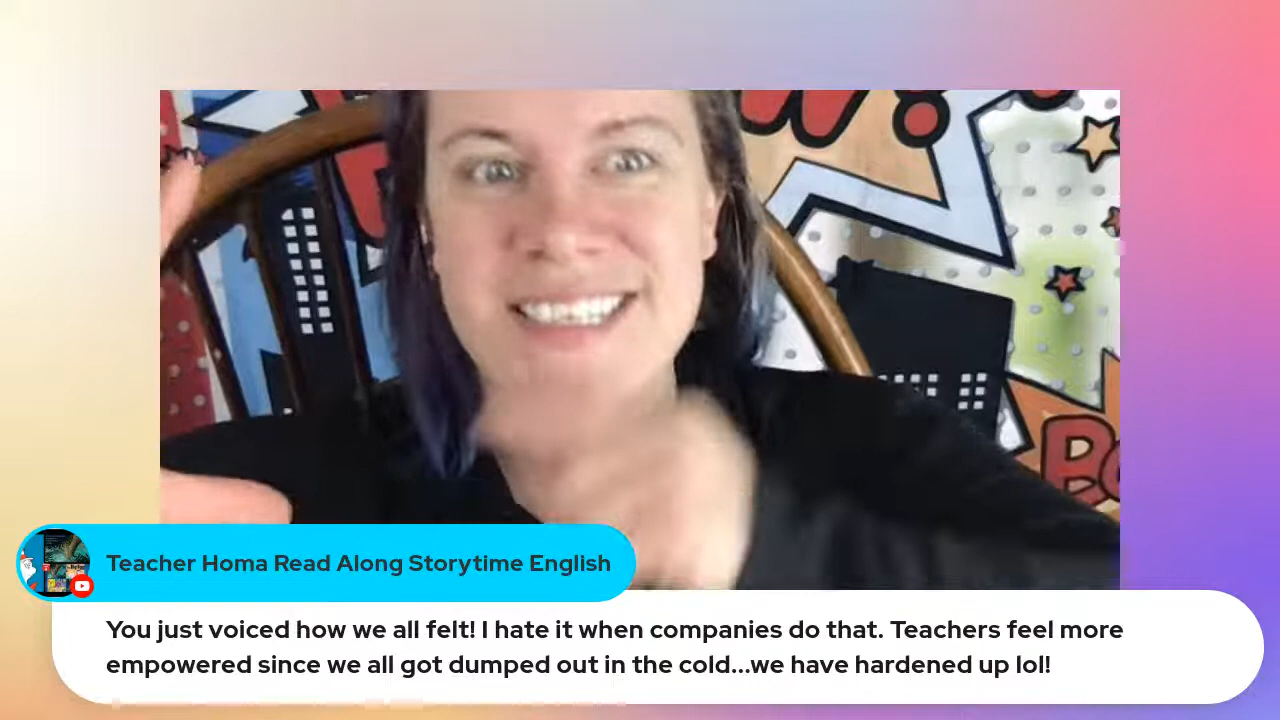 W!
BO
Teacher Homa Read Along Storytime English
You just voiced how we all felt! I hate it when companies do that. Teachers feel more
empowered since we all got dumped out in the cold...we have hardened up lol!